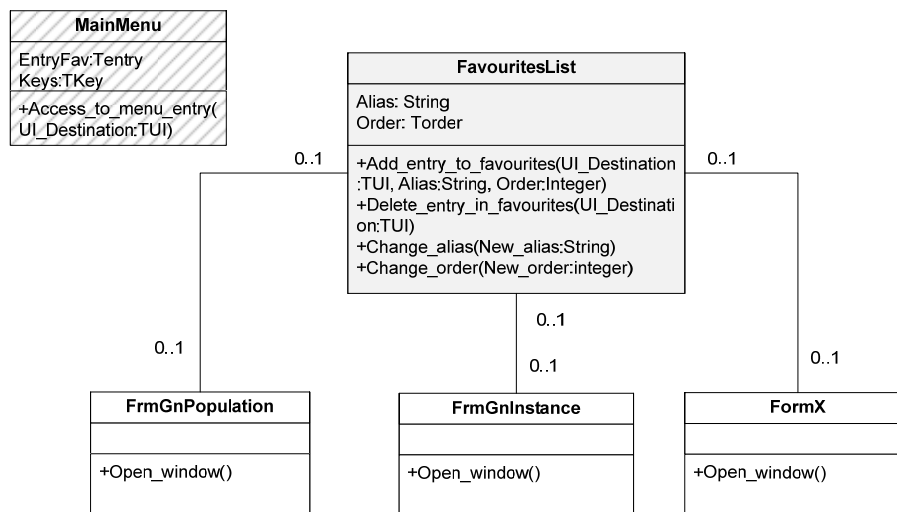 MainMenu
EntryFav:Tentry
Keys:TKey
+Access_to_menu_entry(
UI_Destination:TUI)
FavouritesList
Alias: String
Order: Torder
+Add_entry_to_favourites(UI_Destination
:TUI, Alias:String, Order:Integer)
+Delete_entry_in_favourites(UI_Destinati
on:TUI)
+Change_alias(New_alias:String)
+Change_order(New_order:integer)
0..1
0..1
0..1
0..1
0..1
0..1
FrmGnPopulation
+Open_window()
FrmGnInstance
+Open_window()
FormX
+Open_window()